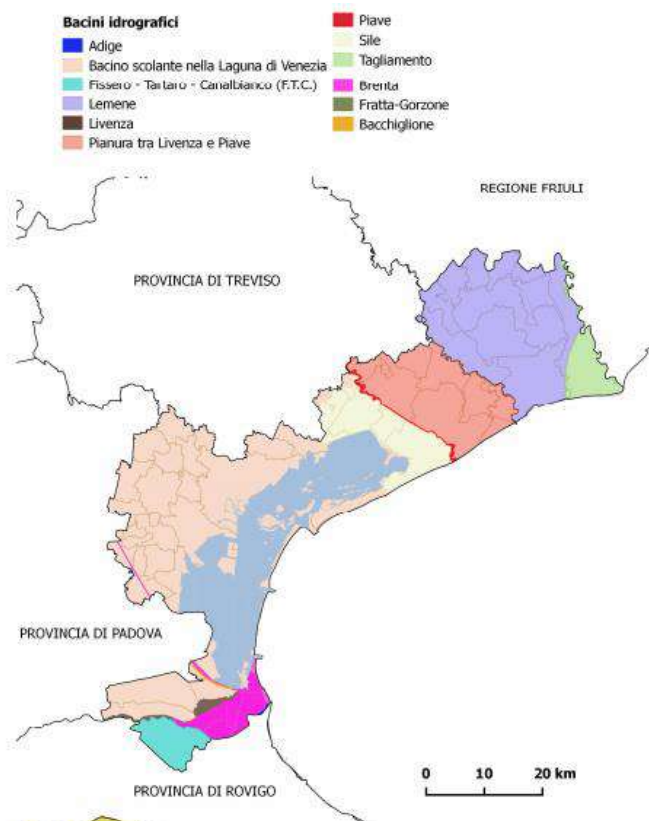 Bacini idrografici
Adige
Bacino scolante nella Laguna di Venezia
Fissero - Tartaro - Canalbianco (F.T.C.)
Lemene
Livenza
Pianura tra Livenza e Piave
Piave
Sile
Tagliamento
Brenta
Fratta-Gorzone
Bacchiglione
REGIONE FRIULI
PROVINCIA DI TREVISO
PROVINCIA DI PADOVA
PROVINCIA DI ROVIGO
0 10 20 km